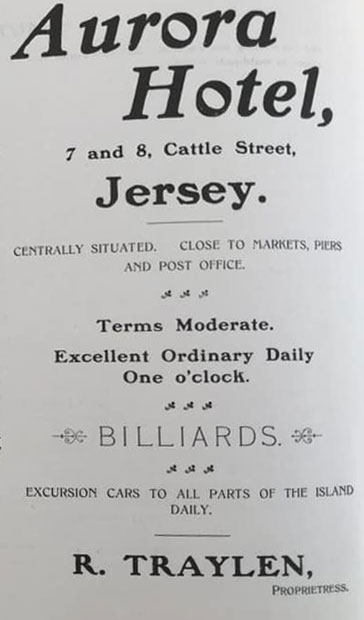 Aurora
Hotel,
7 and 8, Cattle Street,
Jersey.
CENTRALLY SITUATED. CLOSE TO MARKETS, PIERS
AND POST OFFICE.
Terms Moderate.
Excellent Ordinary Daily
One o'clock.
BILLIARDS.
EXCURSION CARS TO ALL PARTS OF THE ISLAND
DAILY.
R. TRAYLEN,
PROPRIETRESS.